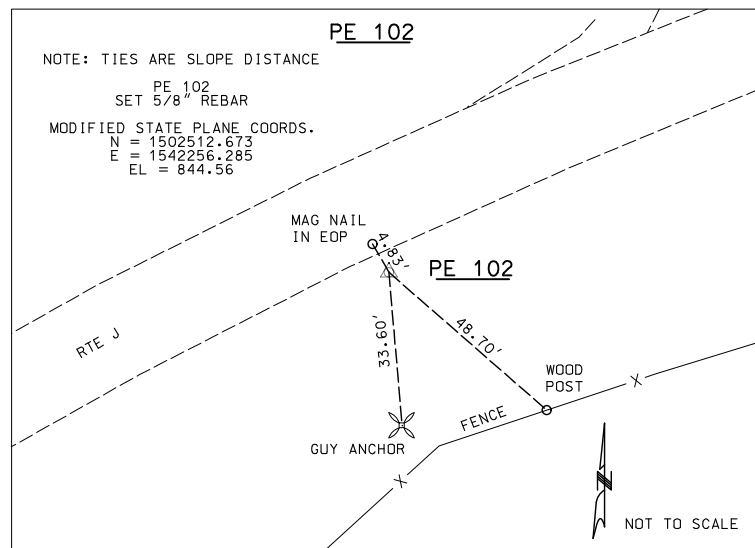 PE 102
NOTE: TIES ARE SLOPE DISTANCE
PE 102
SET 5/8" REBAR
MODIFIED STATE PLANE COORDS.
N = 1502512.673
E = 1542256.285
EL = 844.56
MAG NAIL
IN EOP
4.83'
PE 102
RTE J
33.60'
48.70'
WOOD
POST
X
FENCE
GUY ANCHOR
X
N
NOT TO SCALE